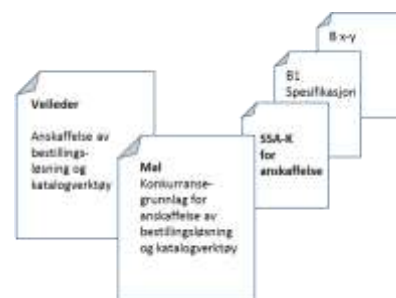 Veileder
Anskaffelse av
bestillings-
løsning og
katalogverktøy
Mal
Konkurranse-
grunnlag for
anskaffelse av
bestillingsløsning
og katalogverktøy
SSA-K
for
anskaffelse
B1
Spesifikasjon
B x-y